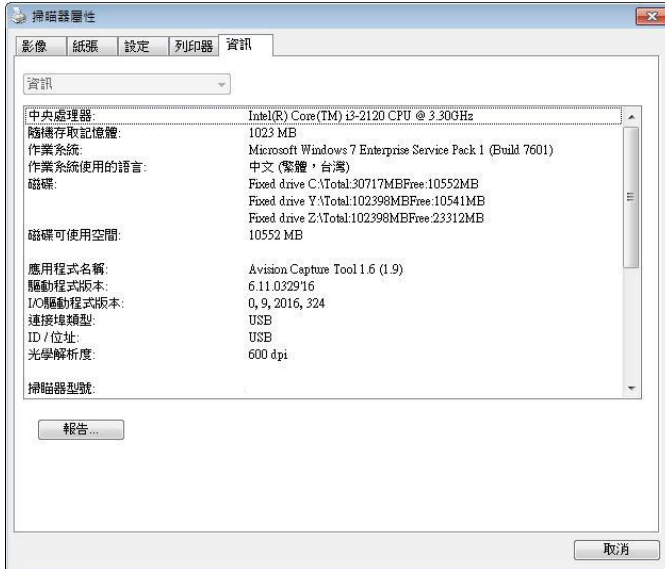 掃瞄器屬性
影像 紙張 設定 列印器 資訊
資訊
中央處理器: Intel(R) Core(TM) i3-2120 CPU @ 3.30GHz
隨機存取記憶體: 1023 MB
作業系統: Microsoft Windows 7 Enterprise Service Pack 1 (Build 7601)
作業系統使用的語言: 中文 (繁體，台灣)
磁碟: Fixed drive C:\Total:30717MBFree:10552MB
Fixed drive Y:\Total:102398MBFree:10541MB
Fixed drive Z:\Total:102398MBFree:23312MB
磁碟可使用空間: 10552 MB
應用程式名稱: Avision Capture Tool 1.6 (1.9)
驅動程式版本: 6.11.0329'16
I/O驅動程式版本: 0, 9, 2016, 324
連接埠類型: USB
ID / 位址: USB
光學解析度: 600 dpi
掃瞄器型號:
報告...
取消